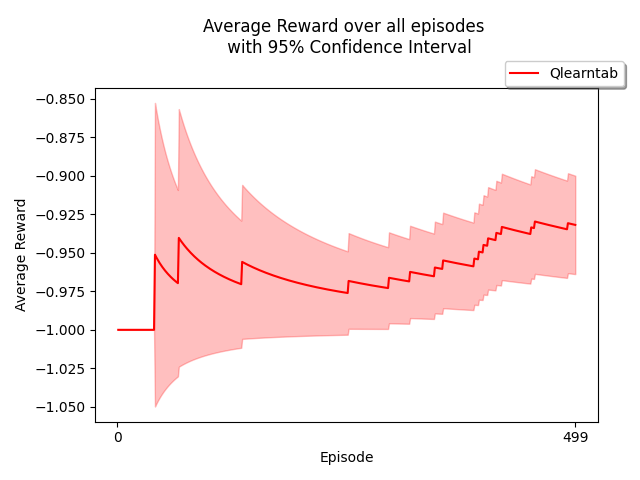 Average Reward over all episodes
with 95% Confidence Interval
Qlearntab
−0.850
−0.875
−0.900
−0.925
−0.950
−0.975
−1.000
−1.025
−1.050
Average Reward
0
499
Episode